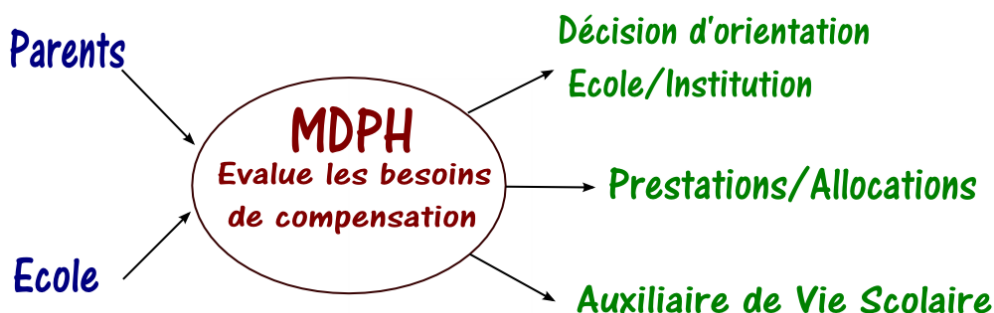 Parents
Ecole
MDPH
Evalue les besoins
de compensation
Décision d'orientation
Ecole/Institution
Prestations/Allocations
Auxiliaire de Vie Scolaire